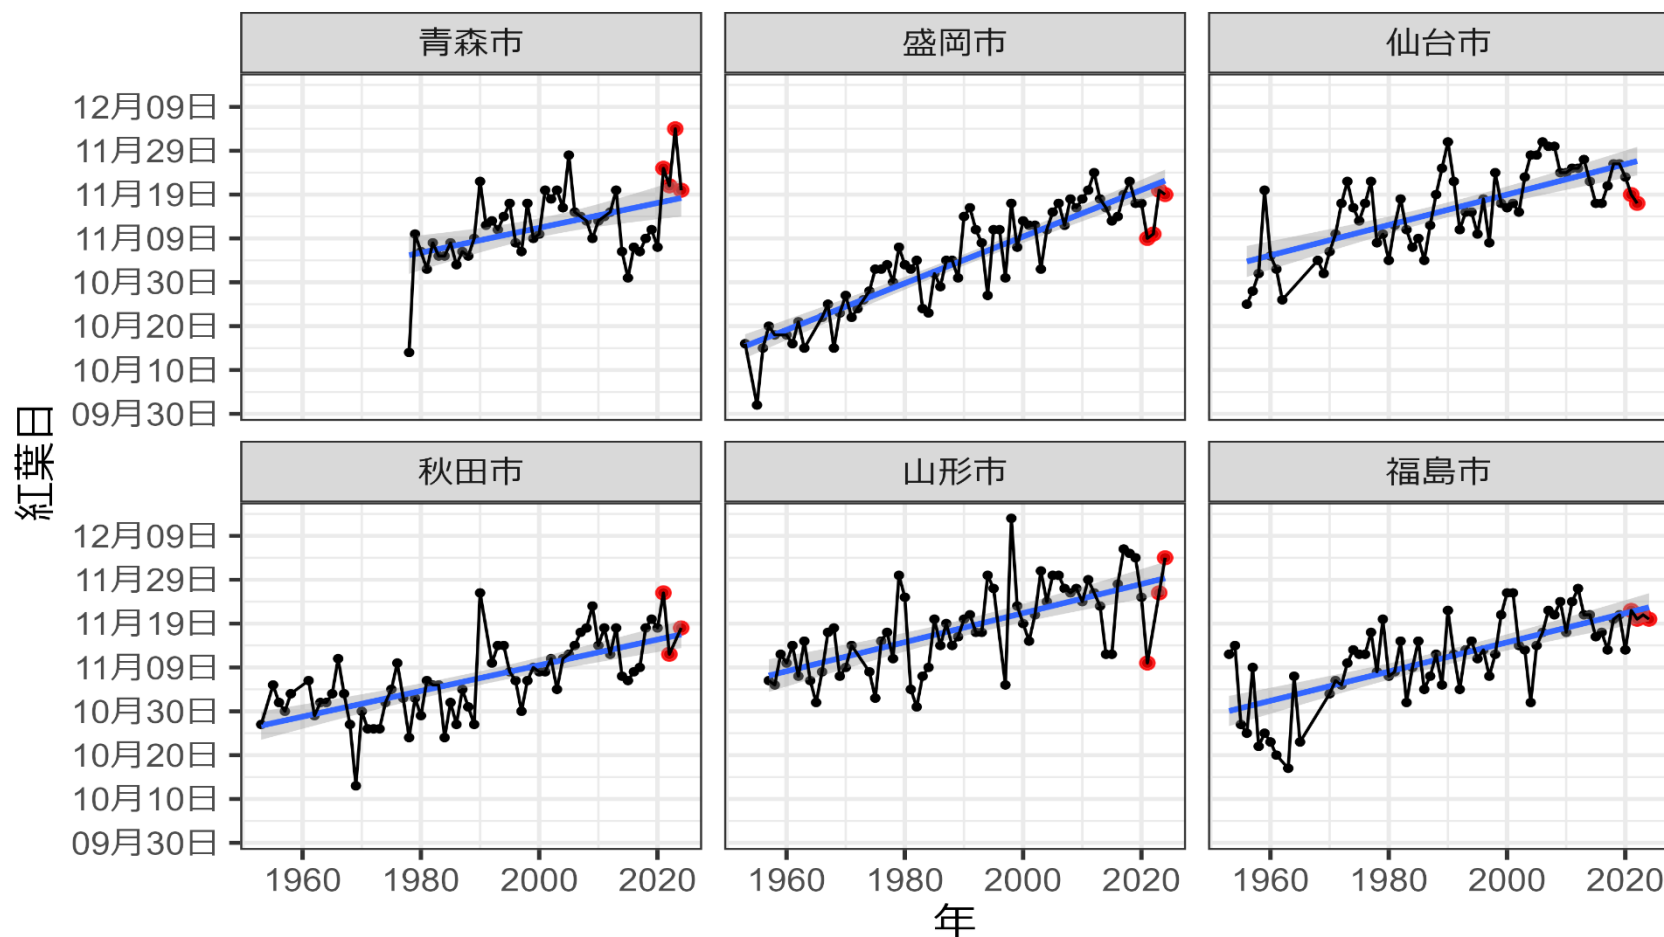 青森市 盛岡市 仙台市
12月09日
11月29日
11月19日
11月09日
10月30日
10月20日
10月10日
09月30日
紅葉日
秋田市 山形市 福島市
12月09日
11月29日
11月19日
11月09日
10月30日
10月20日
10月10日
09月30日
1960 1980 2000 2020 1960 1980 2000 2020 1960 1980 2000 2020
年